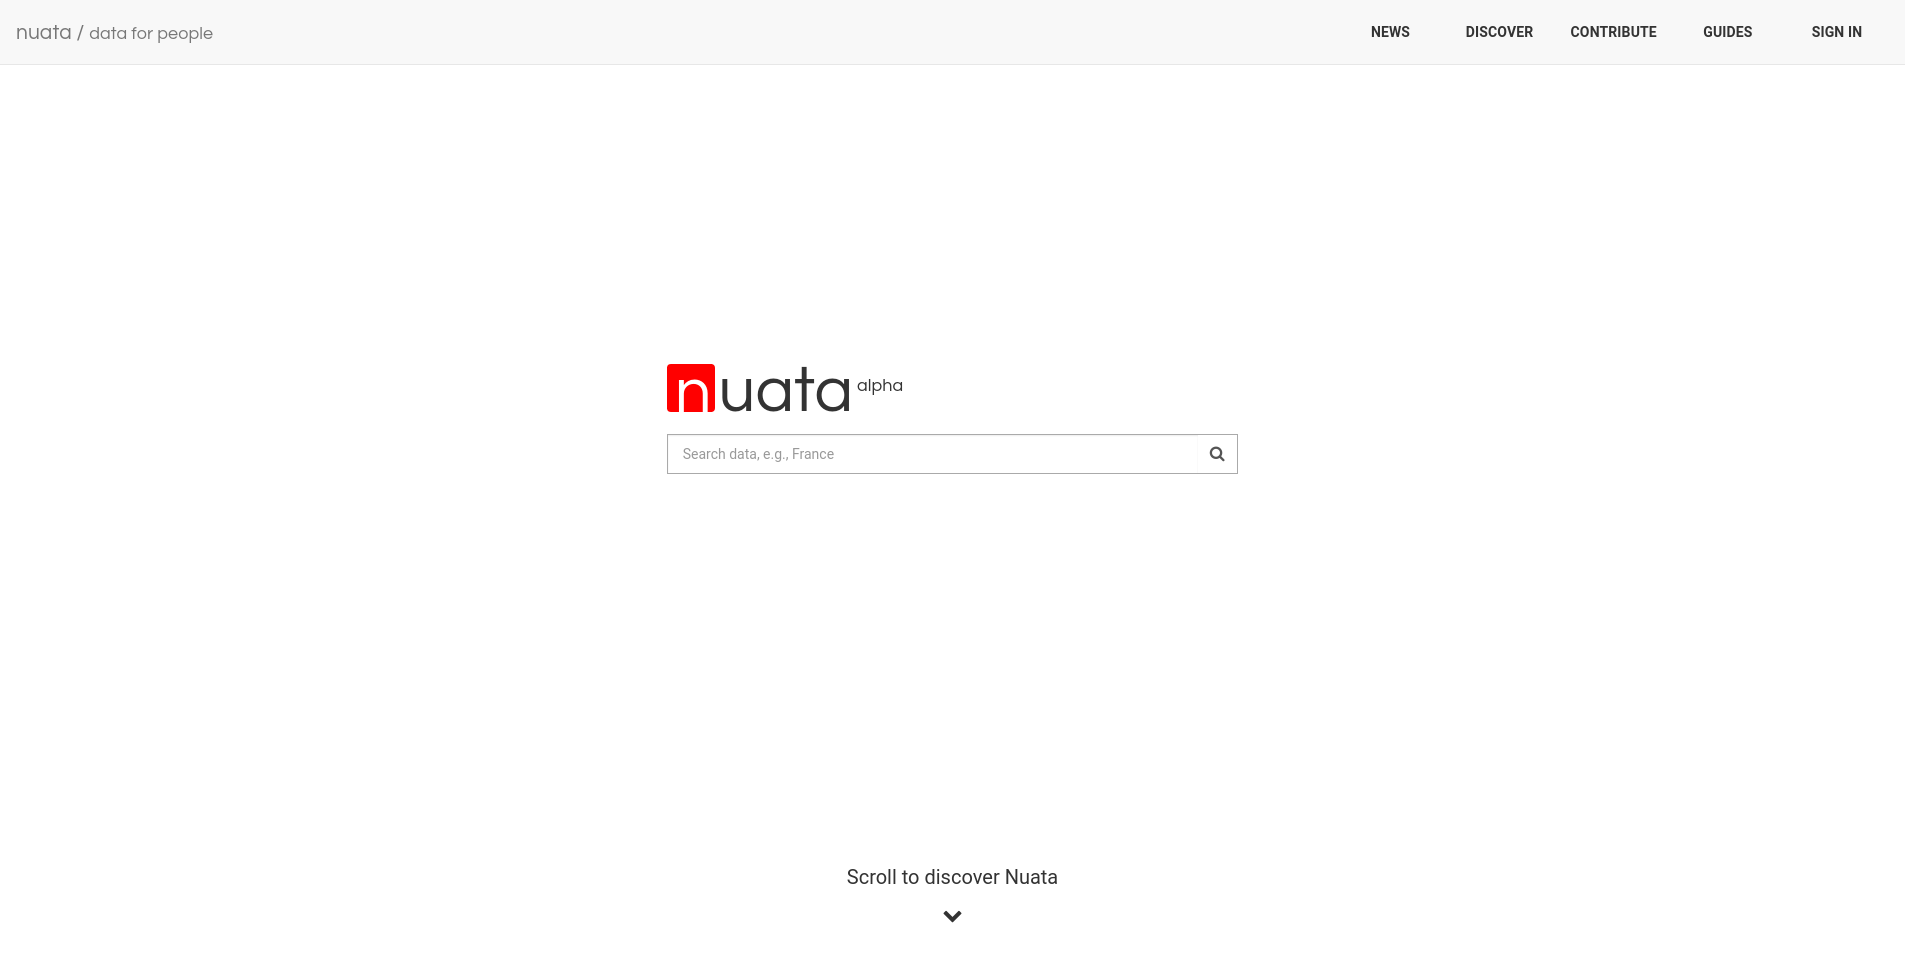 nuata / data for people
NEWS DISCOVER CONTRIBUTE GUIDES SIGN IN
nuata alpha
Search data, e.g., France
Scroll to discover Nuata